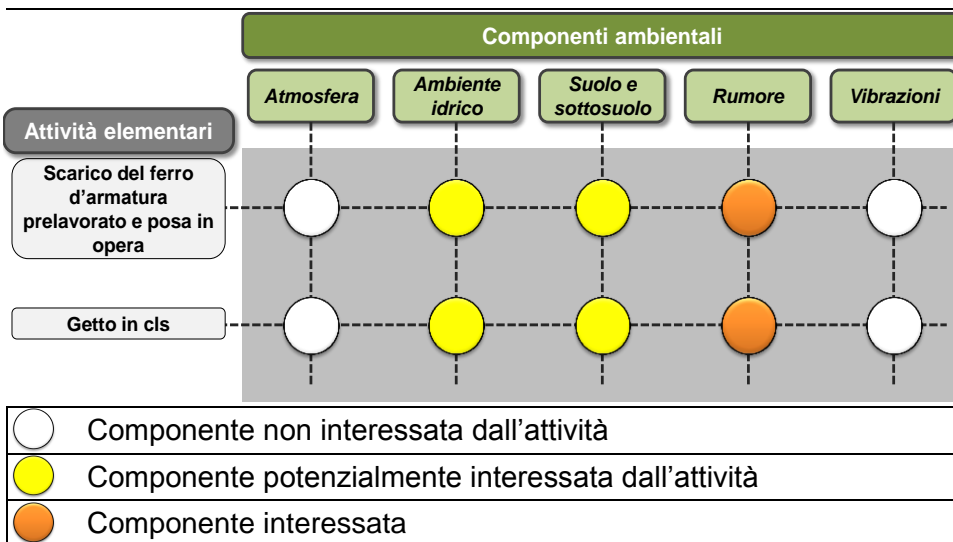 Componenti ambientali
Atmosfera
Ambiente
idrico
Suolo e
sottosuolo
Rumore
Vibrazioni
Attività elementari
Scarico del ferro
d’armatura
prelavorato e posa in
opera
Getto in cls
Componente non interessata dall’attività
Componente potenzialmente interessata dall’attività
Componente interessata